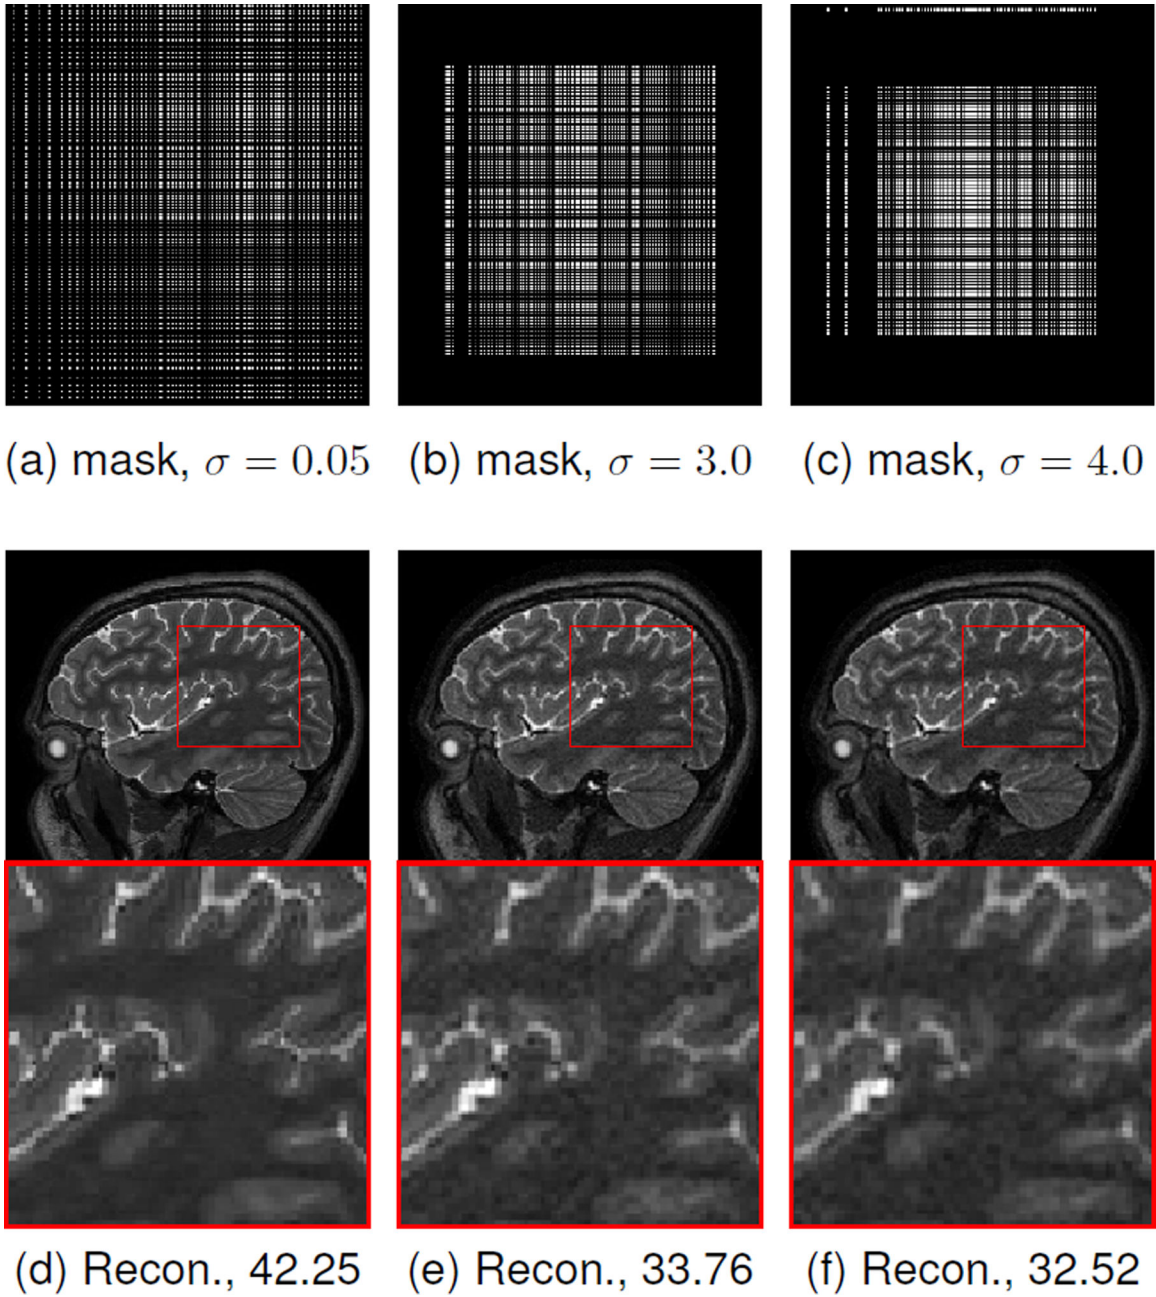 (a) mask, σ = 0.05 (b) mask, σ = 3.0 (c) mask, σ = 4.0
(d) Recon., 42.25 (e) Recon., 33.76 (f) Recon., 32.52